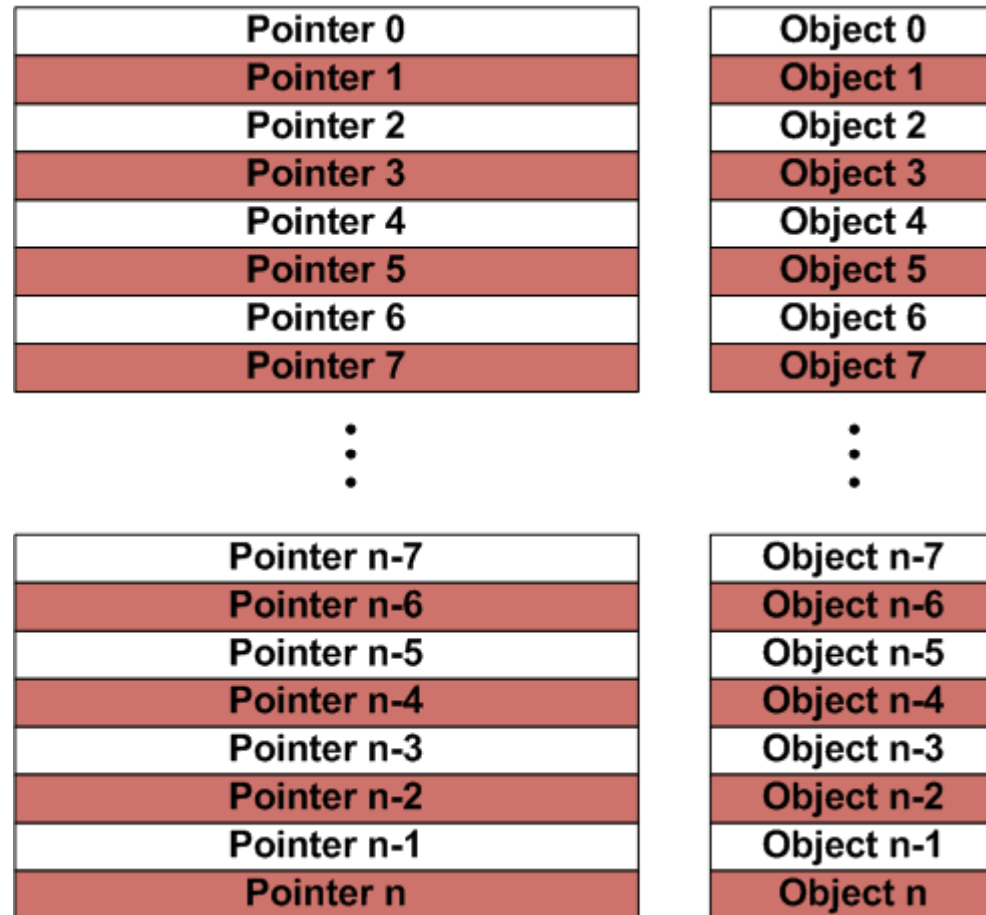 Pointer 0 Object 0
Pointer 1 Object 1
Pointer 2 Object 2
Pointer 3 Object 3
Pointer 4 Object 4
Pointer 5 Object 5
Pointer 6 Object 6
Pointer 7 Object 7
Pointer n-7 Object n-7
Pointer n-6 Object n-6
Pointer n-5 Object n-5
Pointer n-4 Object n-4
Pointer n-3 Object n-3
Pointer n-2 Object n-2
Pointer n-1 Object n-1
Pointer n Object n